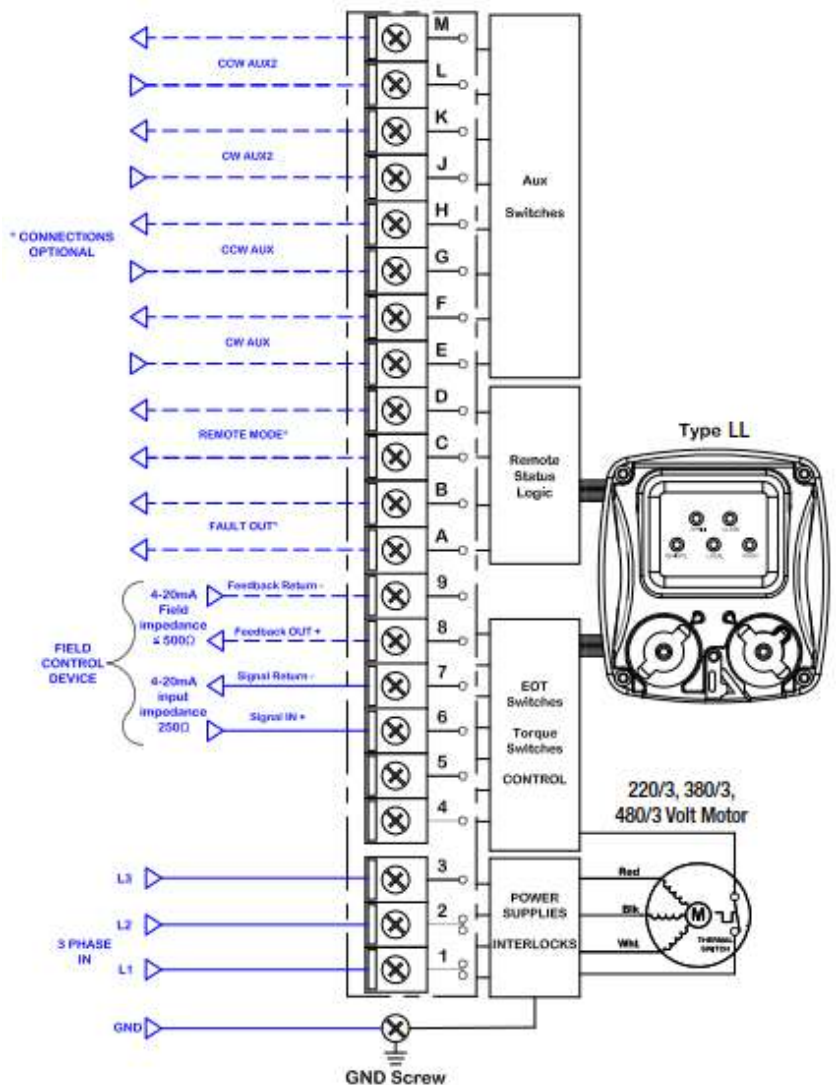 M
CCW AUX2
L
K
CW AUX2
J
Aux
Switches
H
* CONNECTIONS
OPTIONAL
CCW AUX
G
F
CW AUX
E
D
REMOTE MODE*
C
Remote
Status
Logic
B
FAULT OUT*
A
Type LL
OPEN
CLOSE
REMOTE
LOCAL
9
Feedback Return -
4-20mA
Field
impedance
≤ 500Ω
8
Feedback OUT +
FIELD
CONTROL
DEVICE
7
Signal Return -
4-20mA
input
impedance
250Ω
6
Signal IN +
5
4
EOT
Switches
Torque
Switches
CONTROL
220/3, 380/3,
480/3 Volt Motor
3
L3
2
L2
3 PHASE
IN
1
L1
POWER
SUPPLIES
INTERLOCKS
Red
Blk
Wht
M
THERMAL
SWITCH
GND
GND Screw